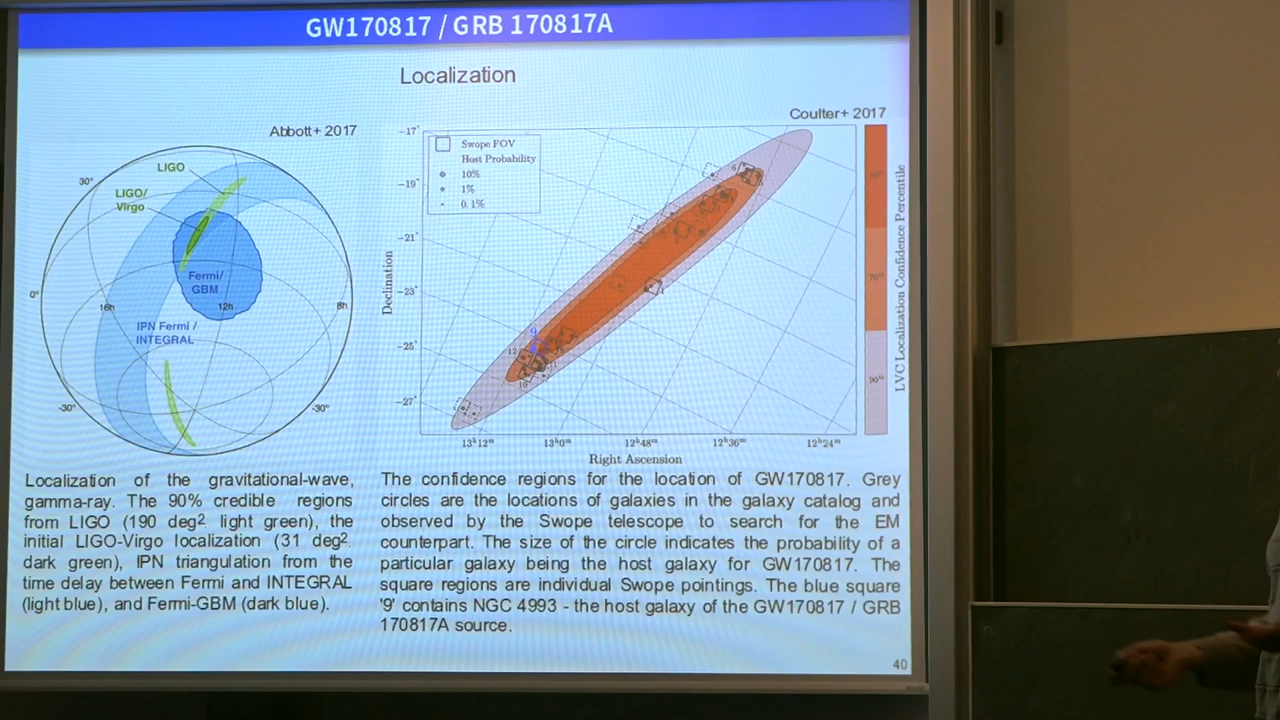 GW170817 / GRB 170817A
Localization
Abbott+ 2017
LIGO
LIGO/
Virgo
30°
Fermi/
GBM
0°
16h
12h
8h
IPN Fermi /
INTEGRAL
-30°
-30°
Localization of the gravitational-wave,
gamma-ray. The 90% credible regions
from LIGO (190 deg² light green), the
initial LIGO-Virgo localization (31 deg²
dark green), IPN triangulation from the
time delay between Fermi and INTEGRAL
(light blue), and Fermi-GBM (dark blue).
Coulter+ 2017
Swope FOV
Host Probability
10%
1%
0.1%
−17°
−19°
−21°
−23°
−25°
−27°
Declination
6
9
12
10
13ʰ12ᵐ
13ʰ0ᵐ
12ʰ48ᵐ
12ʰ36ᵐ
12ʰ24ᵐ
Right Ascension
70ᵗʰ
90ᵗʰ
LVC Localization Confidence Percentile
The confidence regions for the location of GW170817. Grey
circles are the locations of galaxies in the galaxy catalog and
observed by the Swope telescope to search for the EM
counterpart. The size of the circle indicates the probability of a
particular galaxy being the host galaxy for GW170817. The
square regions are individual Swope pointings. The blue square
'9' contains NGC 4993 - the host galaxy of the GW170817 / GRB
170817A source.
40